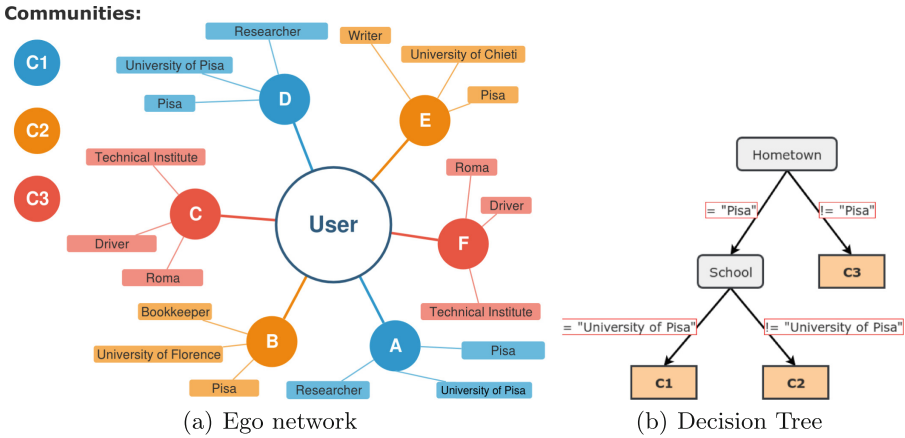 Communities:
C1
C2
C3
Researcher
University of Pisa
Pisa
D
Writer
University of Chieti
Pisa
E
Technical Institute
Driver
Roma
C
User
Roma
Driver
Technical Institute
F
Bookkeeper
University of Florence
Pisa
B
Pisa
University of Pisa
Researcher
A
(a) Ego network
Hometown
= "Pisa"
!= "Pisa"
School
C3
= "University of Pisa"
!= "University of Pisa"
C1
C2
(b) Decision Tree